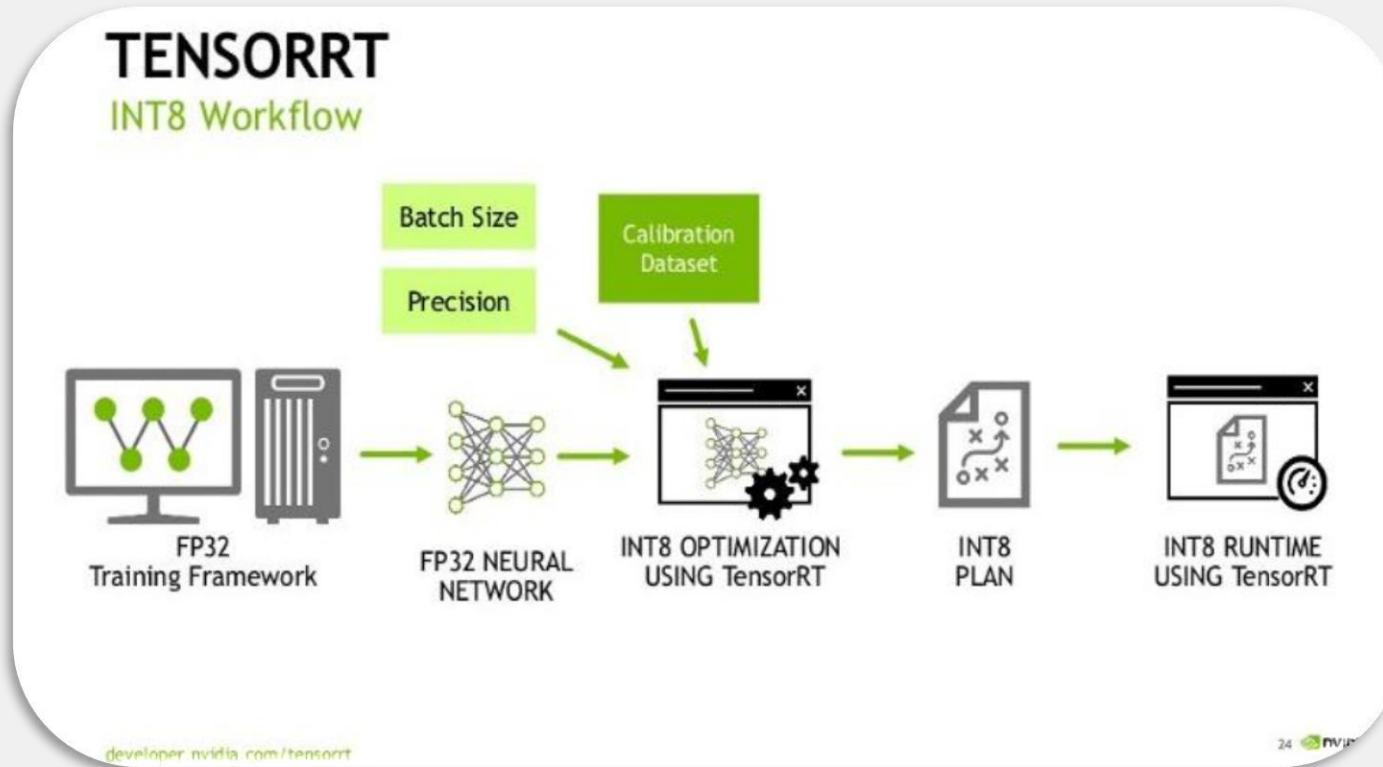 TENSORRT
INT8 Workflow
Batch Size
Precision
Calibration
Dataset
FP32
Training Framework
FP32 NEURAL
NETWORK
INT8 OPTIMIZATION
USING TensorRT
INT8
PLAN
INT8 RUNTIME
USING TensorRT
developer.nvidia.com/tensorrt
24